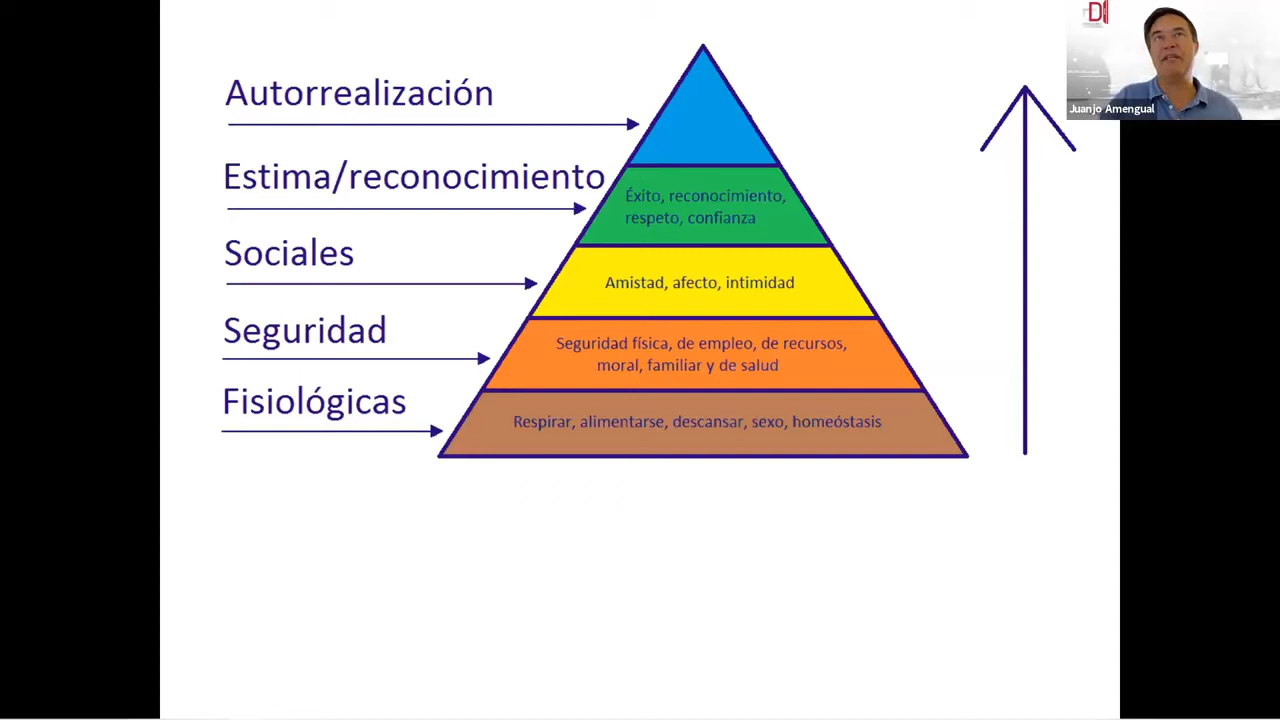 Autorrealización
Estima/reconocimiento
Éxito, reconocimiento,
respeto, confianza
Sociales
Amistad, afecto, intimidad
Seguridad
Seguridad física, de empleo, de recursos,
moral, familiar y de salud
Fisiológicas
Respirar, alimentarse, descansar, sexo, homeóstasis
Juanjo Amengual